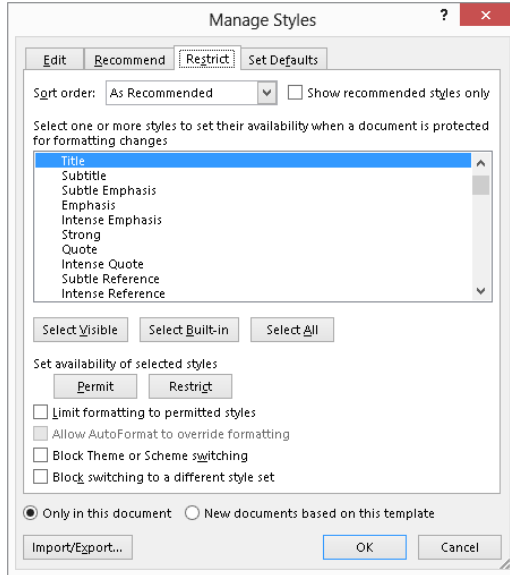 Manage Styles ? ×
Edit Recommend Restrict Set Defaults
Sort order: As Recommended Show recommended styles only
Select one or more styles to set their availability when a document is protected
for formatting changes
Title
Subtitle
Subtle Emphasis
Emphasis
Intense Emphasis
Strong
Quote
Intense Quote
Subtle Reference
Intense Reference
Select Visible Select Built-in Select All
Set availability of selected styles
Permit Restrict
Limit formatting to permitted styles
Allow AutoFormat to override formatting
Block Theme or Scheme switching
Block switching to a different style set
Only in this document New documents based on this template
Import/Export... OK Cancel